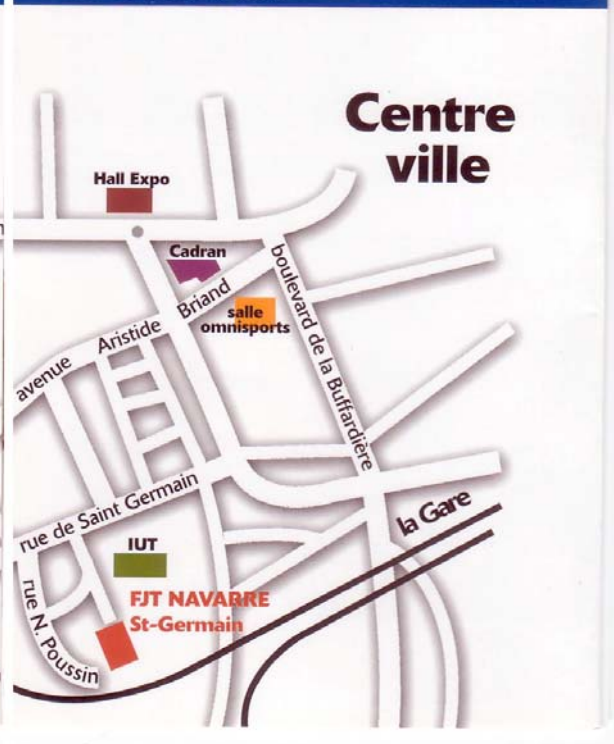 Centre
ville
Hall Expo
Cadran
salle
omnisports
avenue Aristide Briand
boulevard de la Buffardière
rue de Saint Germain
la Gare
IUT
FJT NAVARRE
St-Germain
rue N. Poussin